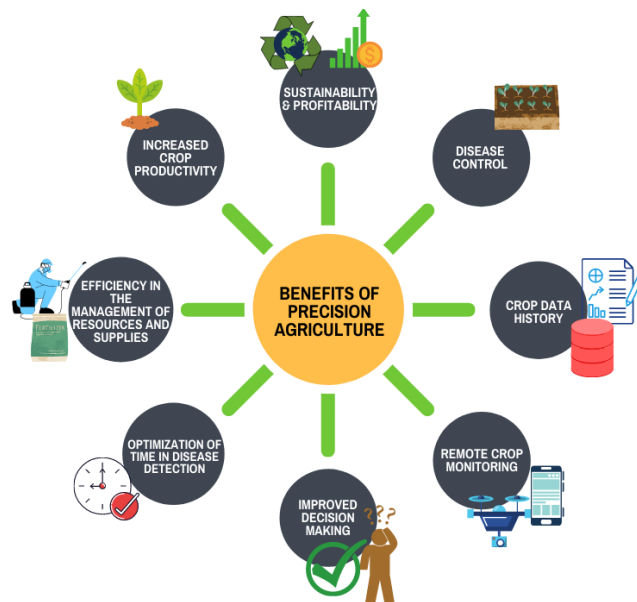 SUSTAINABILITY
& PROFITABILITY
DISEASE
CONTROL
CROP DATA
HISTORY
REMOTE CROP
MONITORING
IMPROVED
DECISION
MAKING
???
OPTIMIZATION OF
TIME IN DISEASE
DETECTION
EFFICIENCY IN
THE
MANAGEMENT OF
RESOURCES AND
SUPPLIES
FERTILIZER
INCREASED
CROP
PRODUCTIVITY
BENEFITS OF
PRECISION
AGRICULTURE
$